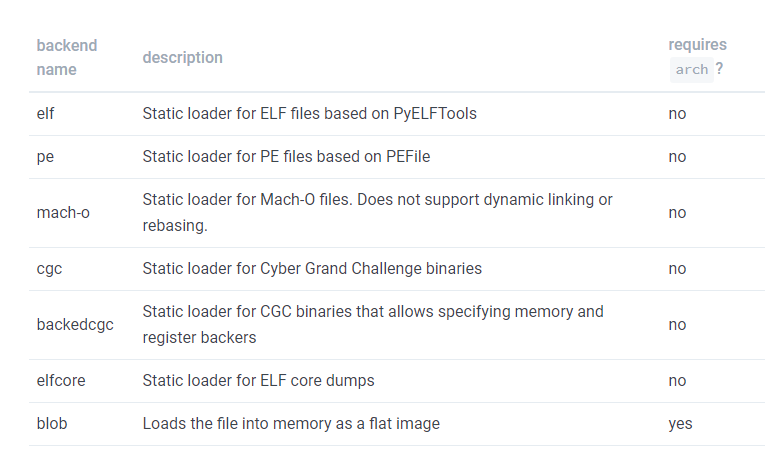 backend name description requires arch ?
elf Static loader for ELF files based on PyELFTools no
pe Static loader for PE files based on PEFile no
mach-o Static loader for Mach-O files. Does not support dynamic linking or
rebasing. no
cgc Static loader for Cyber Grand Challenge binaries no
backedcgc Static loader for CGC binaries that allows specifying memory and
register backers no
elfcore Static loader for ELF core dumps no
blob Loads the file into memory as a flat image yes